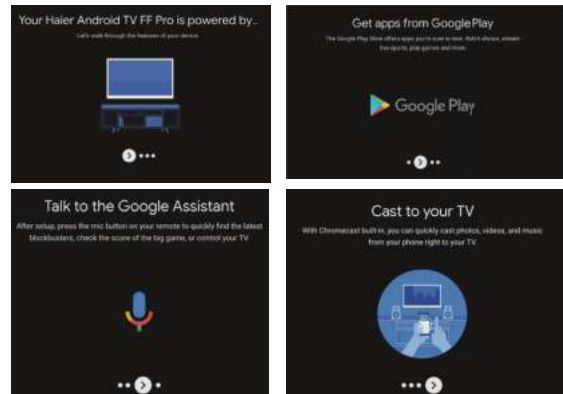 Your Haier Android TV FF Pro is powered by...
Let's walk through the features of your device.
Get apps from Google Play
The Google Play Store offers apps you're sure to love. Watch shows, stream
live sports, play games and more.
Google Play
Talk to the Google Assistant
After setup, press the mic button on your remote to quickly find the latest
blockbusters, check the score of the big game, or control your TV.
Cast to your TV
With Chromecast built-in, you can quickly cast photos, videos, and music
from your phone right to your TV.